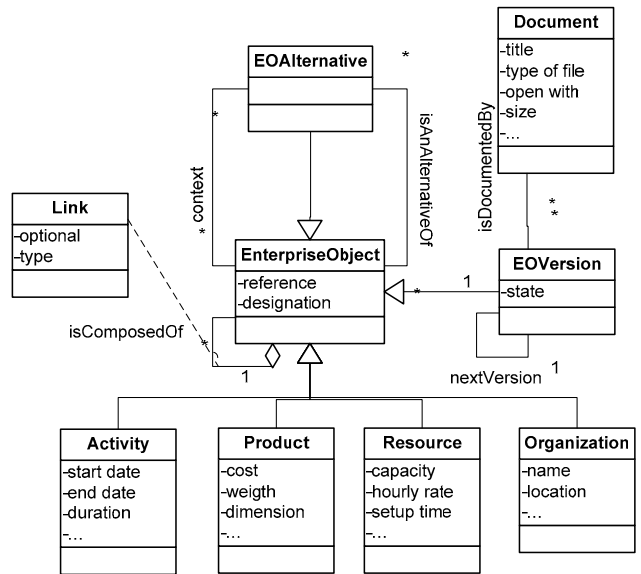 Document
-title
-type of file
-open with
-size
-...
EOAlternative
*
*
* context
isAnAlternativeOf
isDocumentedBy
*
*
Link
-optional
-type
EnterpriseObject
-reference
-designation
EOVersion
-state
*
1
isComposedOf
*
1
nextVersion
1
Activity
-start date
-end date
-duration
-...
Product
-cost
-weigth
-dimension
-...
Resource
-capacity
-hourly rate
-setup time
-...
Organization
-name
-location
-...